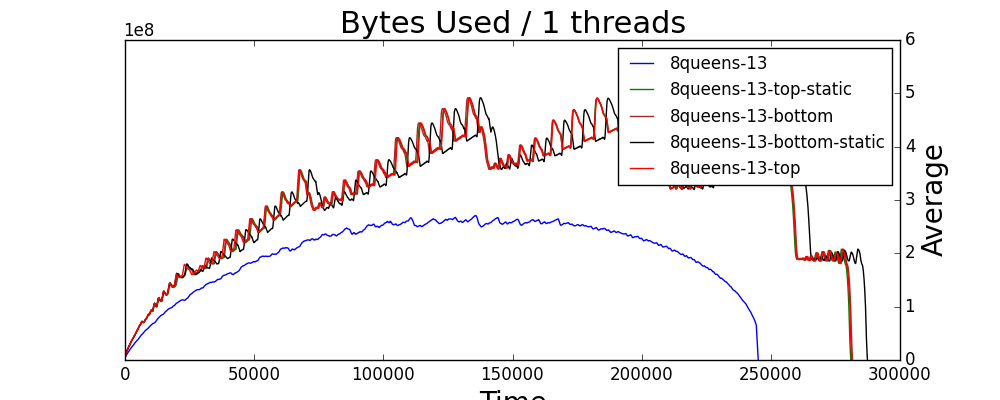 Bytes Used / 1 threads
1e8
8queens-13
8queens-13-top-static
8queens-13-bottom
8queens-13-bottom-static
8queens-13-top
6
5
4
3
2
1
0
Average
0 50000 100000 150000 200000 250000 300000
Time